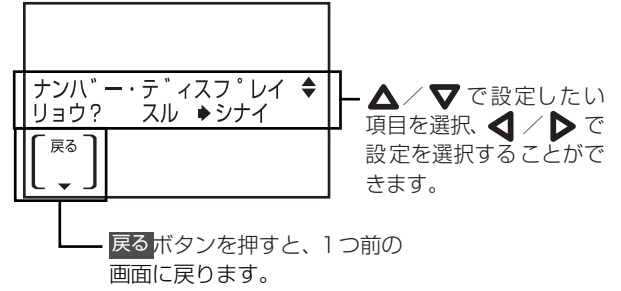 ナンバー・ディスプレイ ◆
リョウ?　スル ➧シナイ
戻る
▼
△／▽で設定したい
項目を選択、◁／▷で
設定を選択することがで
きます。
戻るボタンを押すと、1つ前の
画面に戻ります。